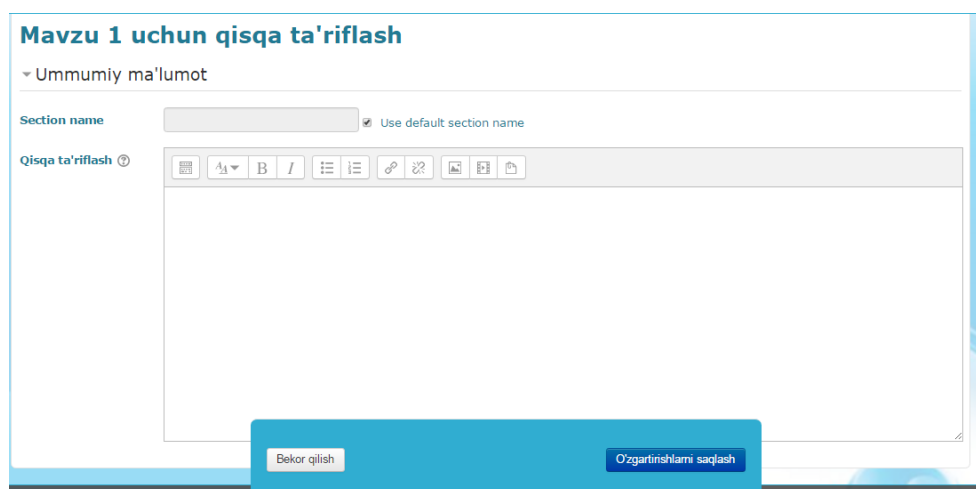 Mavzu 1 uchun qisqa ta'riflash
Ummumiy ma'lumot
Section name
Use default section name
Qisqa ta'riflash
B I
Bekor qilish
O'zgartirishlarni saqlash